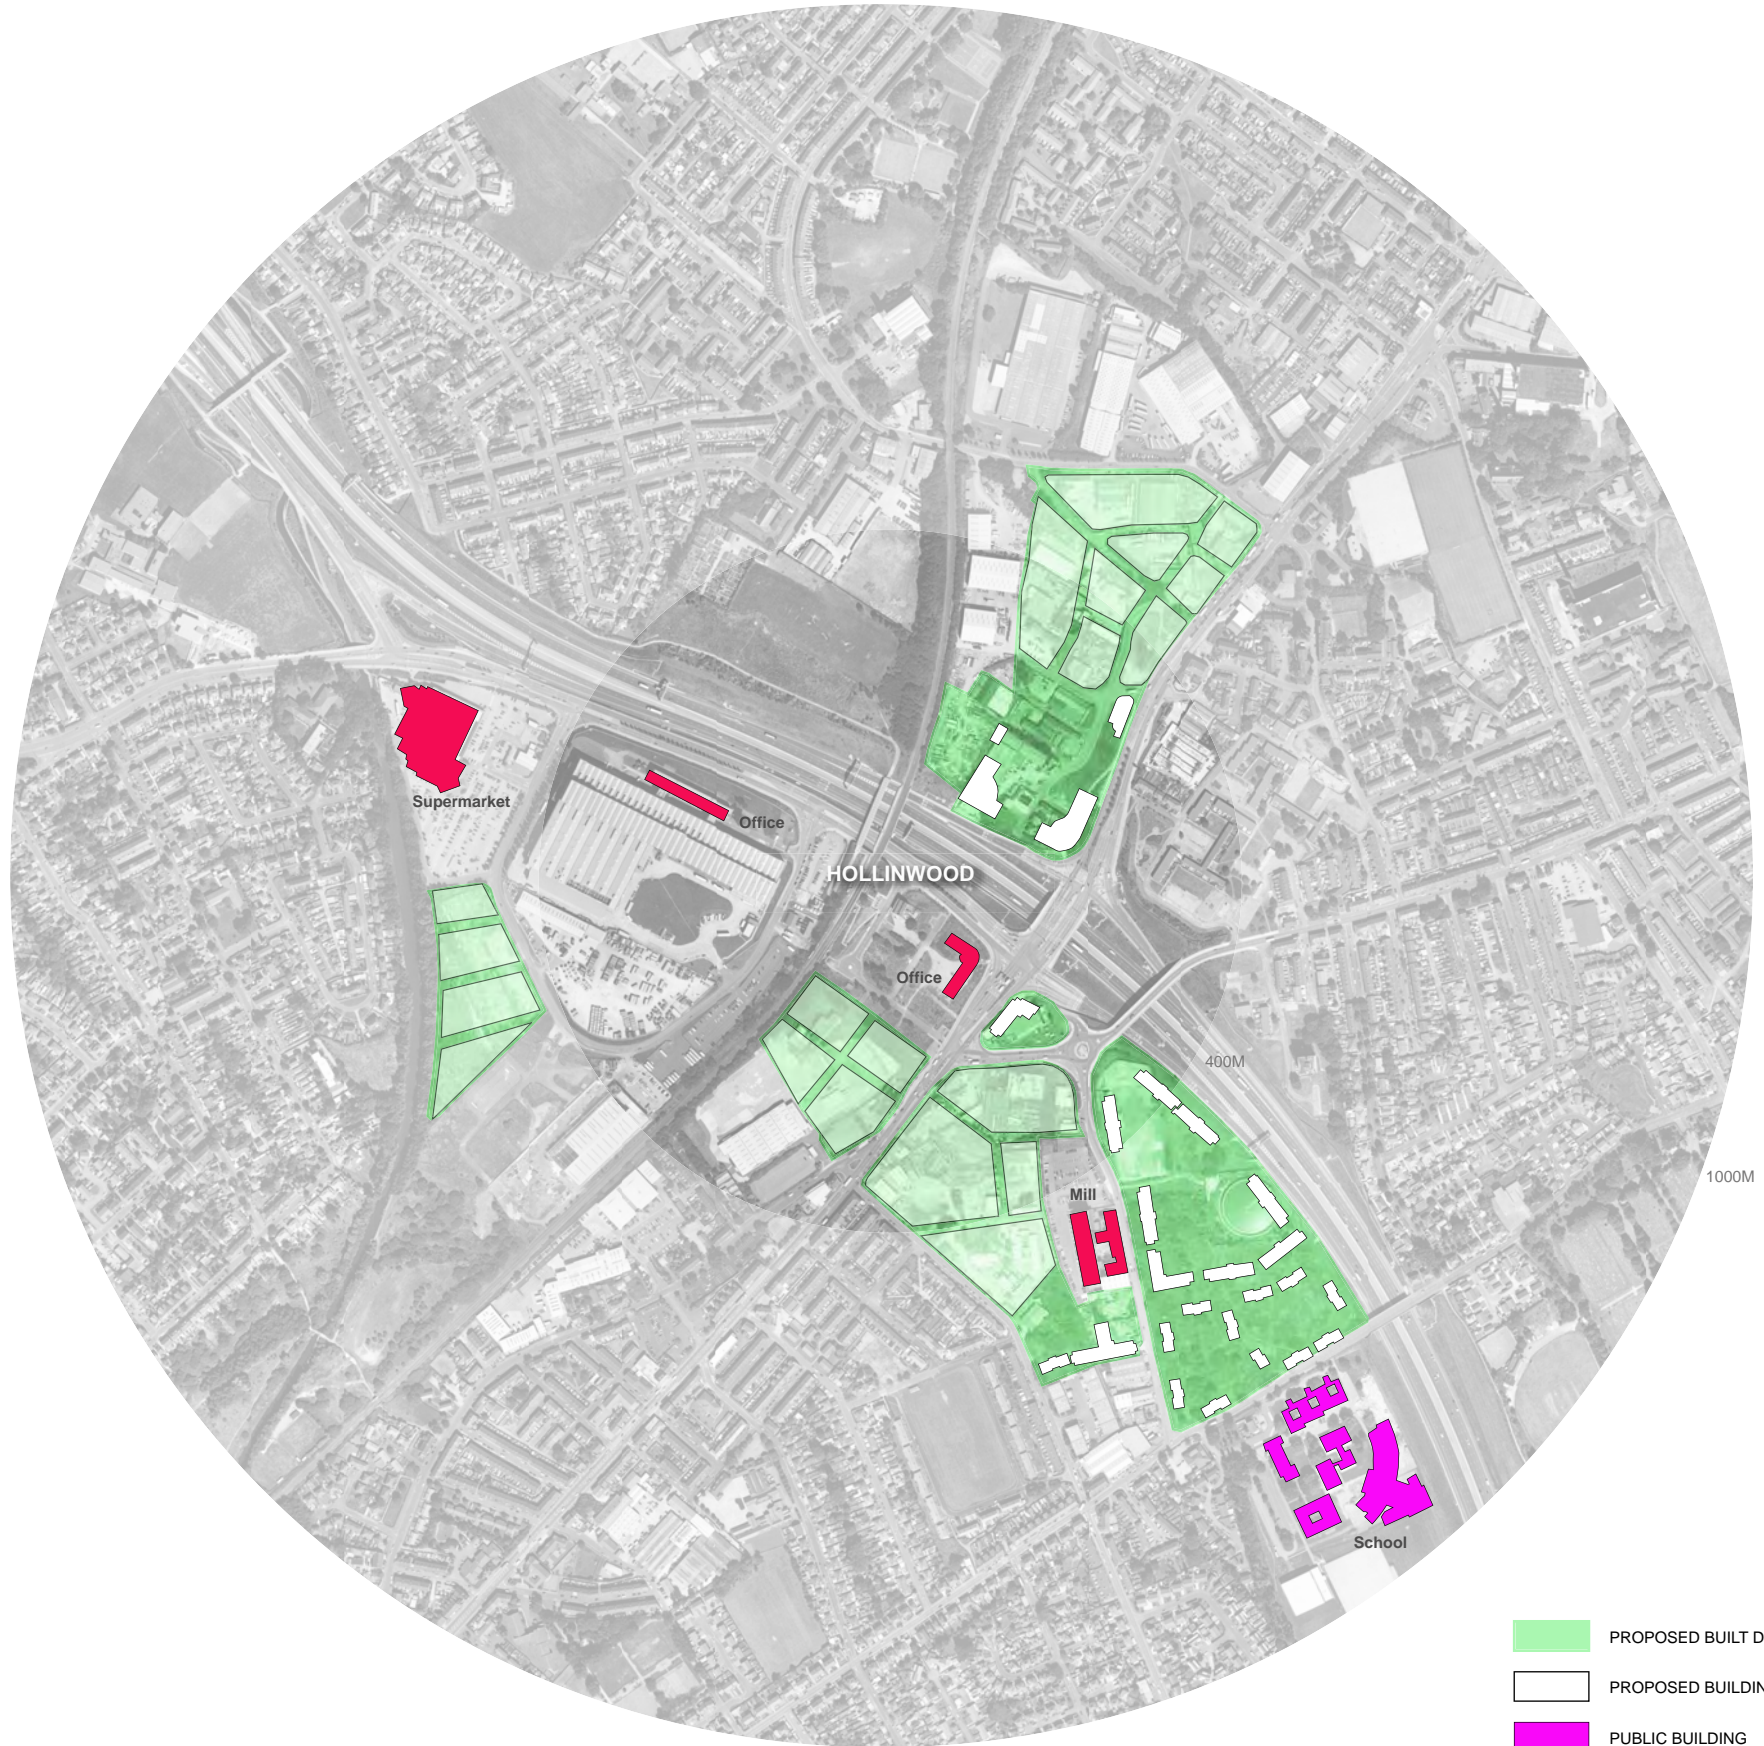 Supermarket
Office
HOLLINWOOD
Office
400M
1000M
Mill
School
PROPOSED BUILT D
PROPOSED BUILDIN
PUBLIC BUILDING